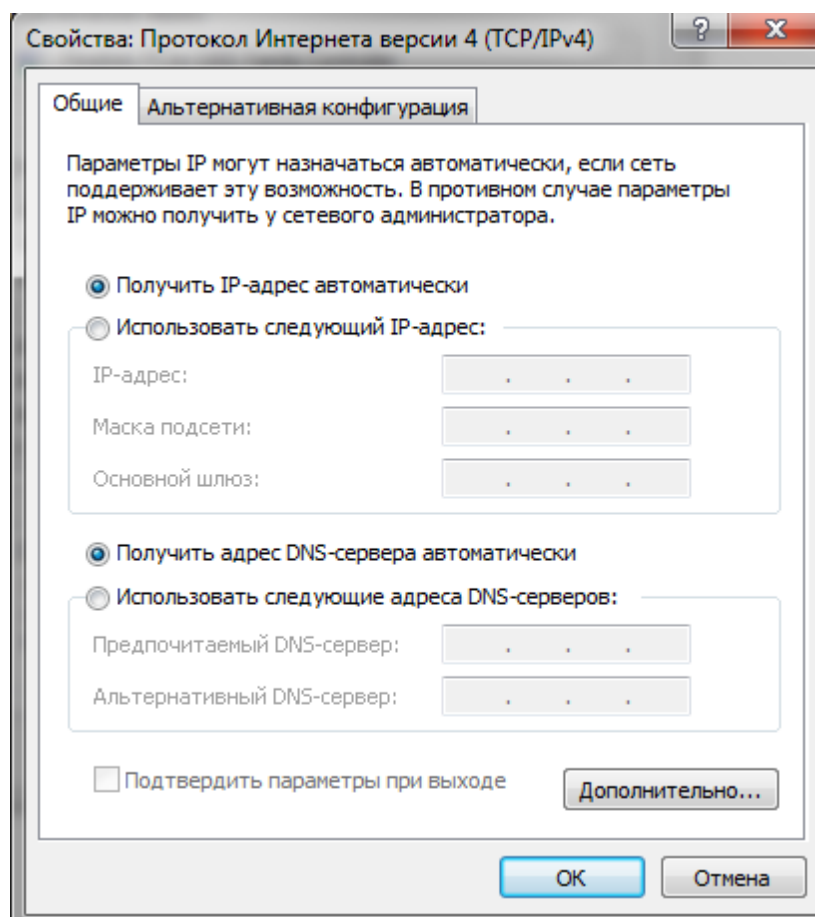 Свойства: Протокол Интернета версии 4 (TCP/IPv4)
Общие
Альтернативная конфигурация
Параметры IP могут назначаться автоматически, если сеть
поддерживает эту возможность. В противном случае параметры
IP можно получить у сетевого администратора.
Получить IP-адрес автоматически
Использовать следующий IP-адрес:
IP-адрес:
Маска подсети:
Основной шлюз:
Получить адрес DNS-сервера автоматически
Использовать следующие адреса DNS-серверов:
Предпочитаемый DNS-сервер:
Альтернативный DNS-сервер:
Подтвердить параметры при выходе
Дополнительно...
ОК
Отмена